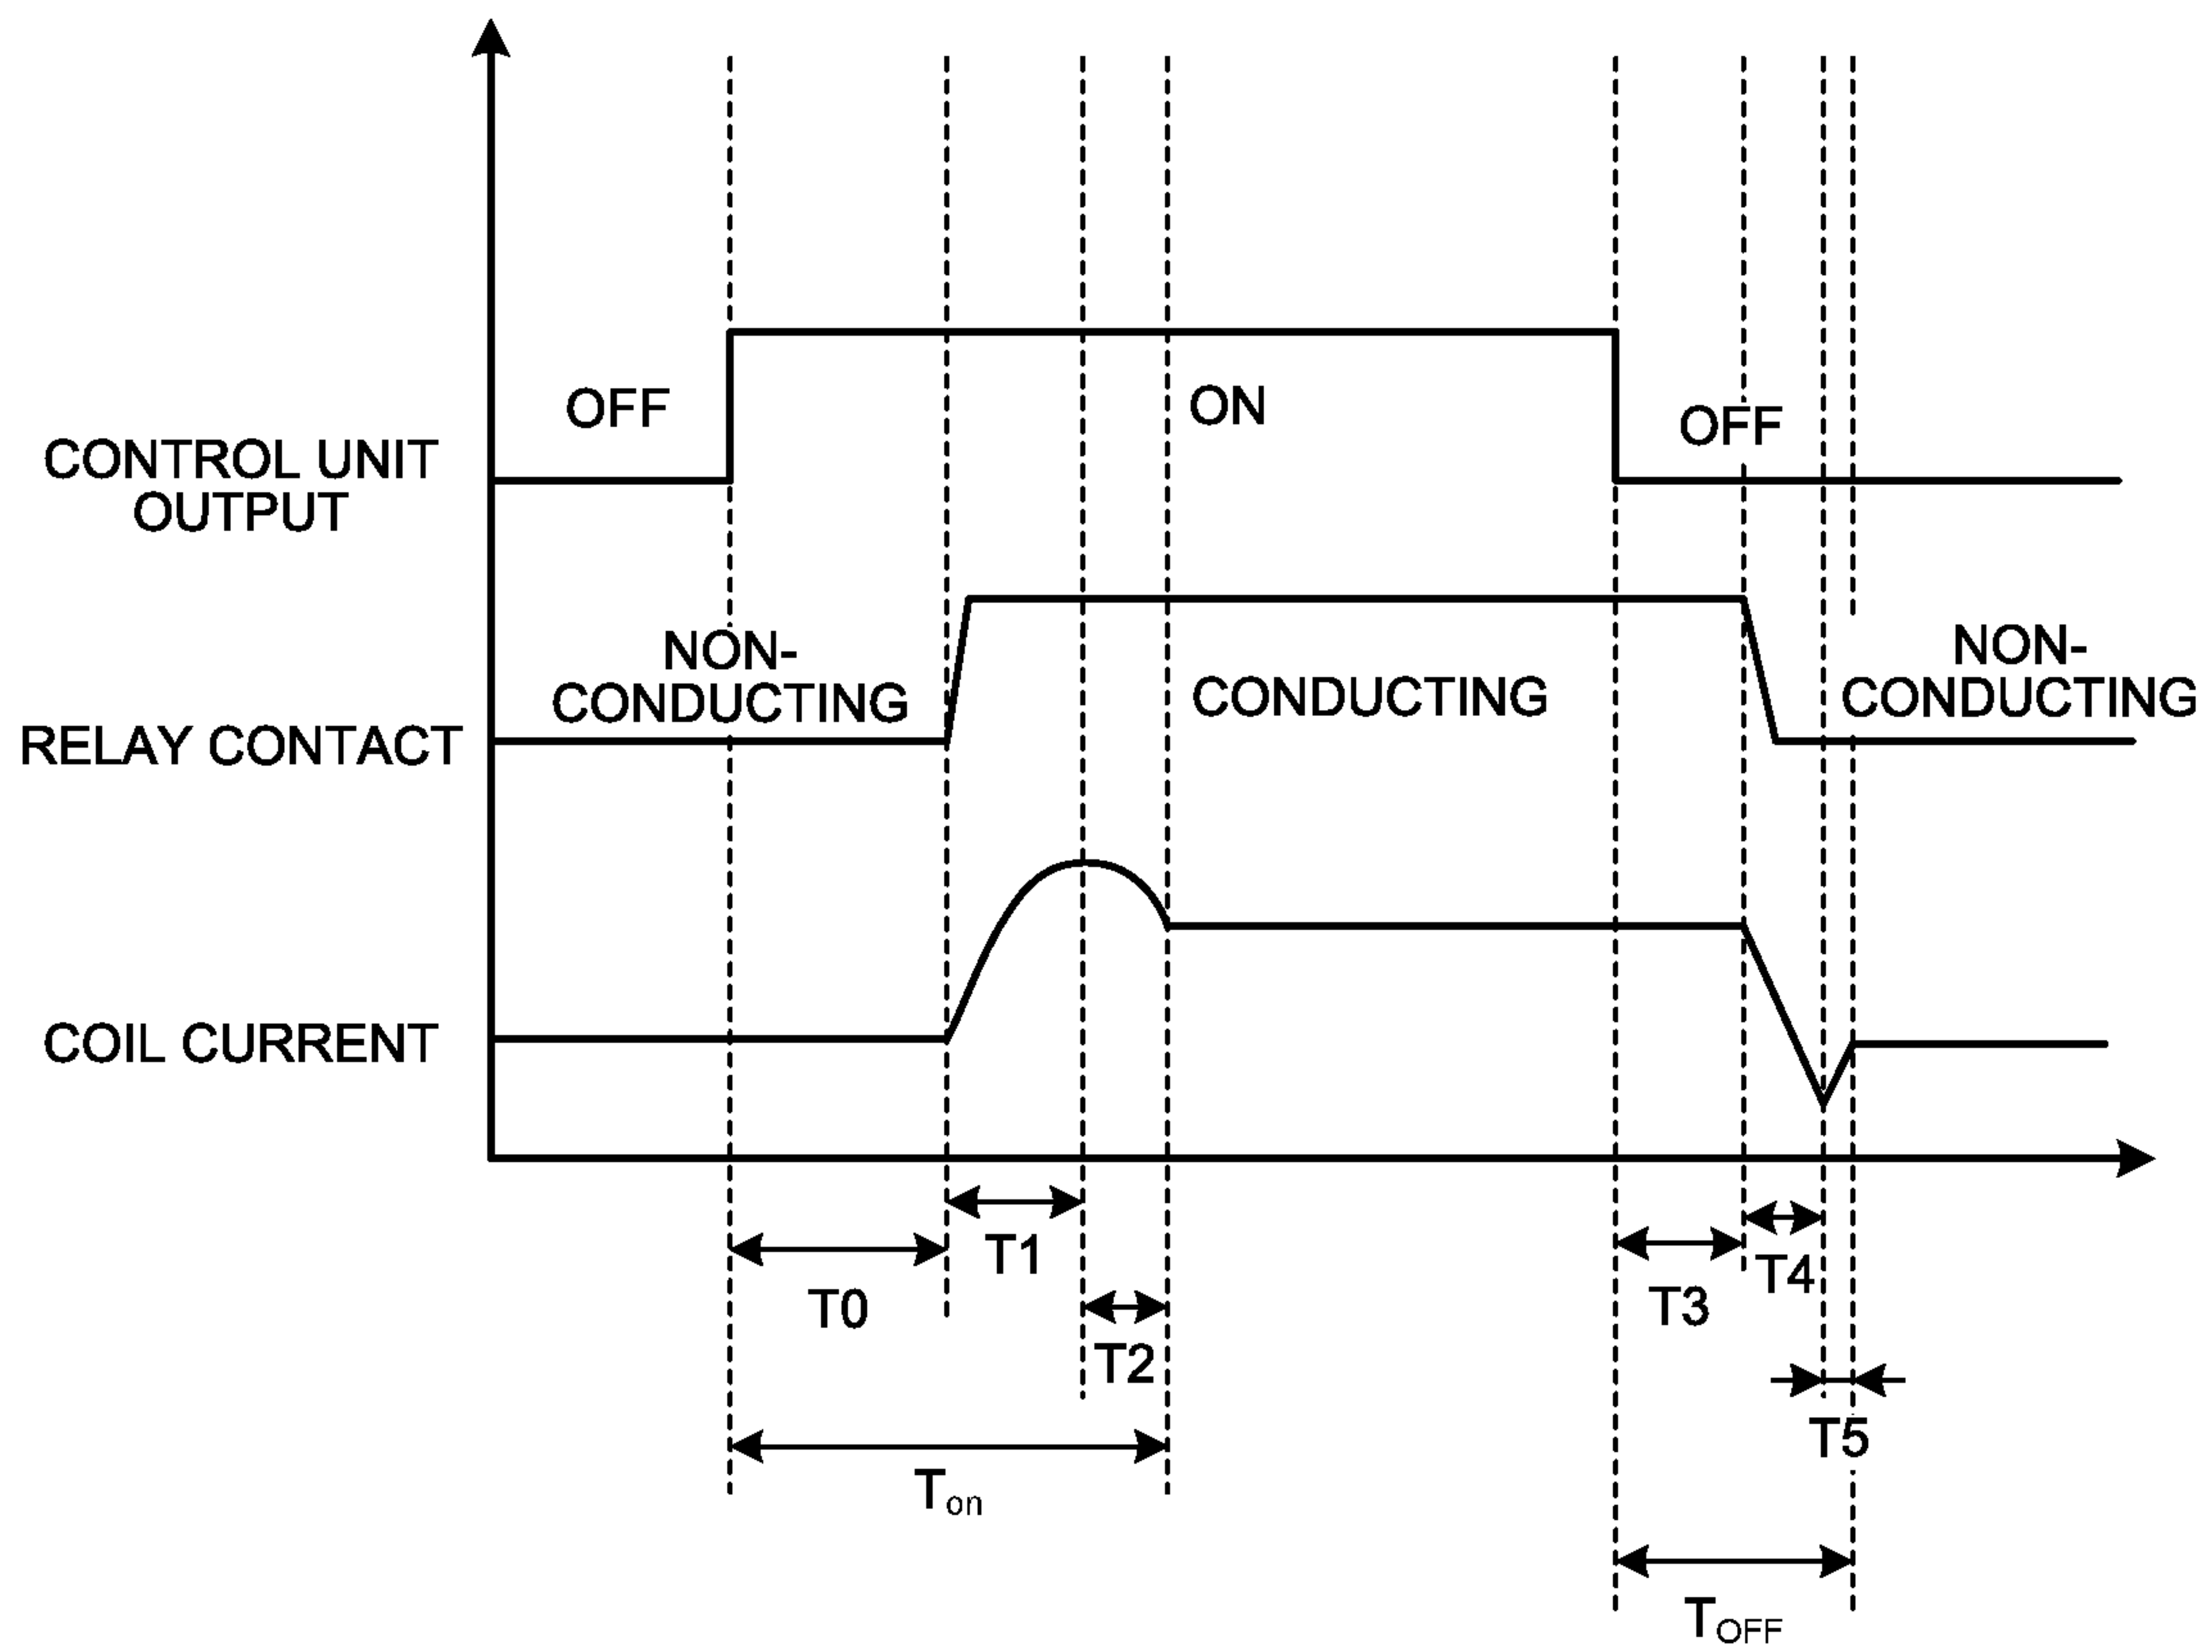 OFF
ON
OFF
CONTROL UNIT
OUTPUT
NON-
CONDUCTING
CONDUCTING
NON-
CONDUCTING
RELAY CONTACT
COIL CURRENT
T1
T0
T2
T3
T4
T5
Ton
TOFF